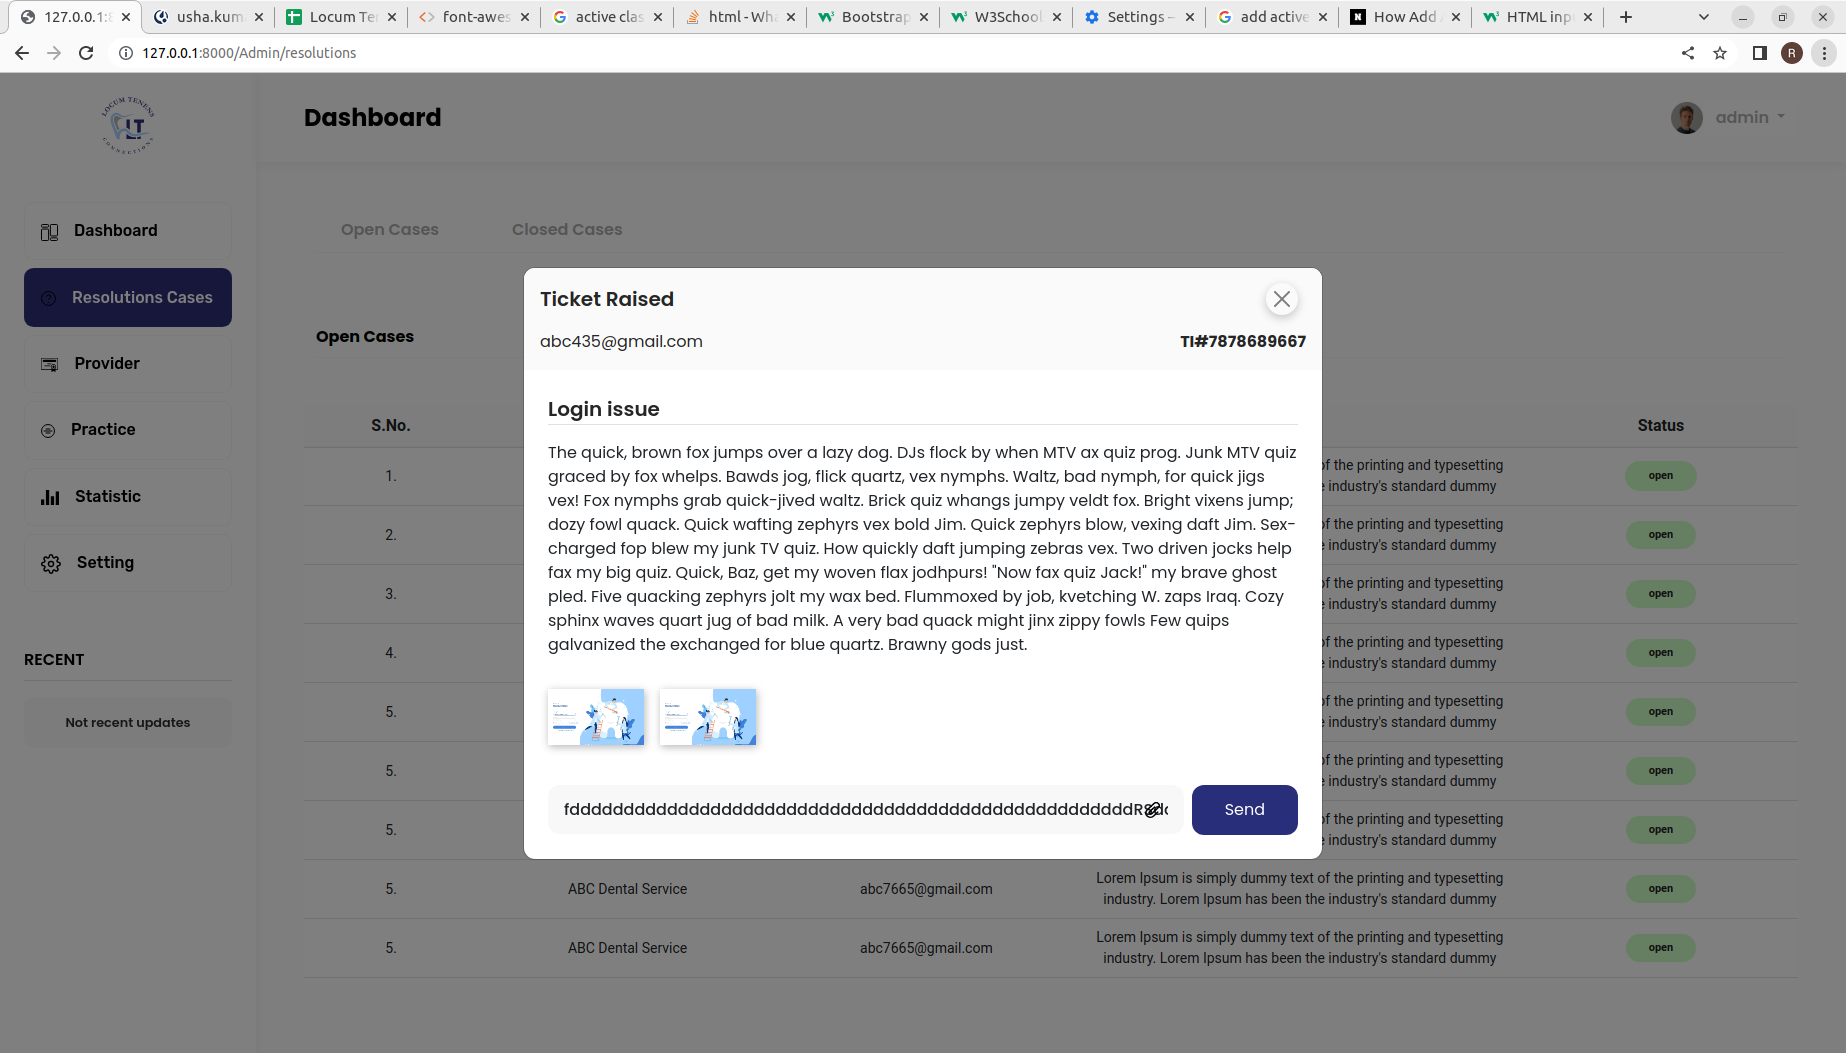 127.0.0.1:8
usha.kum
Locum Te
font-awes
active clas
html - Wha
Bootstrap
W3School
Settings –
add active
How Add
HTML inp
127.0.0.1:8000/Admin/resolutions
R
LOCUM TENENS
LT
CONNECTIONS
Dashboard
admin
Dashboard
Resolutions Cases
Provider
Practice
Statistic
Setting
RECENT
Not recent updates
Open Cases Closed Cases
Open Cases
S.No. Status
1. of the printing and typesetting open
e industry's standard dummy
2. of the printing and typesetting open
e industry's standard dummy
3. of the printing and typesetting open
e industry's standard dummy
4. of the printing and typesetting open
e industry's standard dummy
5. of the printing and typesetting open
e industry's standard dummy
5. of the printing and typesetting open
e industry's standard dummy
5. of the printing and typesetting open
e industry's standard dummy
5. ABC Dental Service abc7665@gmail.com Lorem Ipsum is simply dummy text of the printing and typesetting open
industry. Lorem Ipsum has been the industry's standard dummy
5. ABC Dental Service abc7665@gmail.com Lorem Ipsum is simply dummy text of the printing and typesetting open
industry. Lorem Ipsum has been the industry's standard dummy
Ticket Raised
abc435@gmail.com TI#7878689667
Login issue
The quick, brown fox jumps over a lazy dog. DJs flock by when MTV ax quiz prog. Junk MTV quiz
graced by fox whelps. Bawds jog, flick quartz, vex nymphs. Waltz, bad nymph, for quick jigs
vex! Fox nymphs grab quick-jived waltz. Brick quiz whangs jumpy veldt fox. Bright vixens jump;
dozy fowl quack. Quick wafting zephyrs vex bold Jim. Quick zephyrs blow, vexing daft Jim. Sex-
charged fop blew my junk TV quiz. How quickly daft jumping zebras vex. Two driven jocks help
fax my big quiz. Quick, Baz, get my woven flax jodhpurs! "Now fax quiz Jack!" my brave ghost
pled. Five quacking zephyrs jolt my wax bed. Flummoxed by job, kvetching W. zaps Iraq. Cozy
sphinx waves quart jug of bad milk. A very bad quack might jinx zippy fowls Few quips
galvanized the exchanged for blue quartz. Brawny gods just.
Send